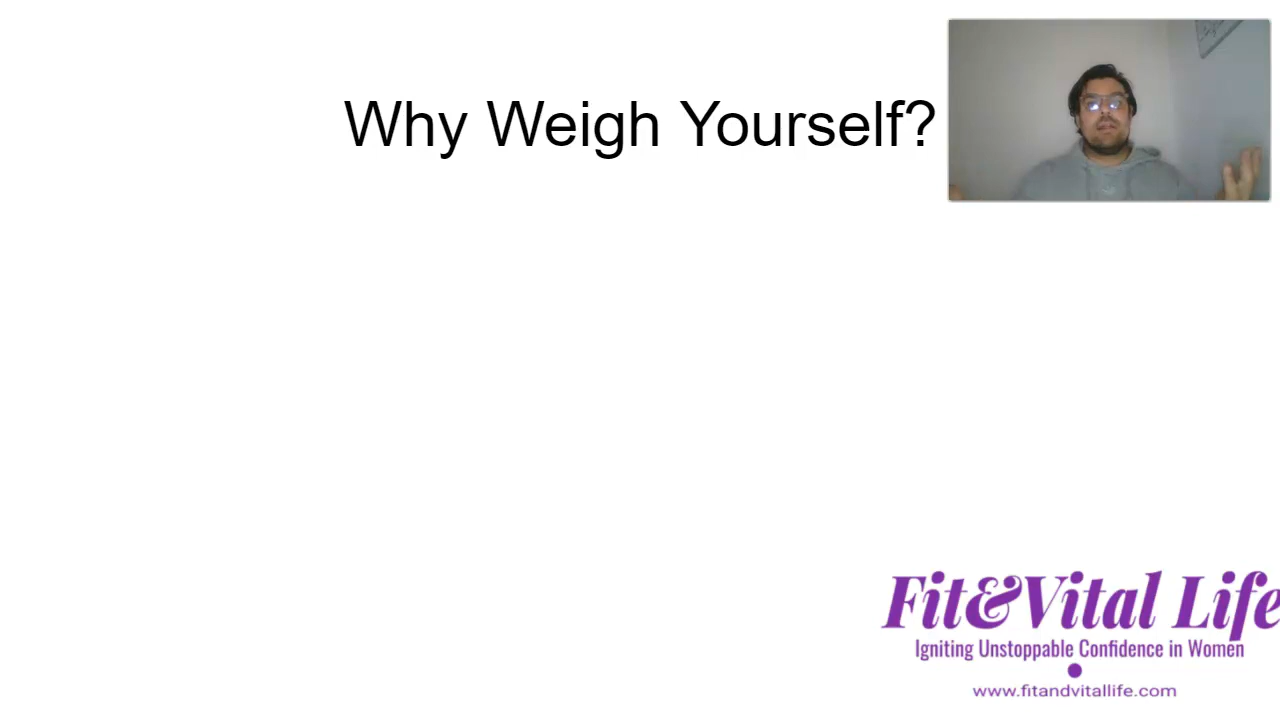 Why Weigh Yourself?
Fit&Vital Life
Igniting Unstoppable Confidence in Women
www.fitandvitallife.com